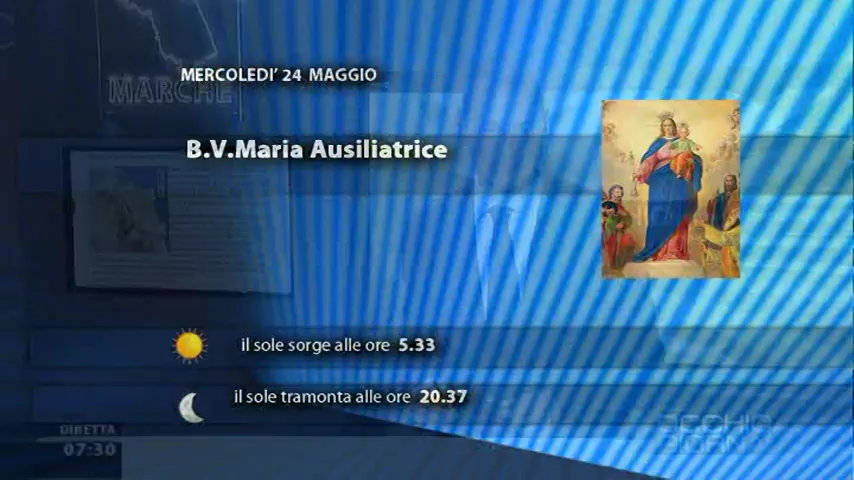 MARCHE
MERCOLEDI' 24 MAGGIO
B.V.Maria Ausiliatrice
il sole sorge alle ore 5.33
il sole tramonta alle ore 20.37
DIRETTA
07:30